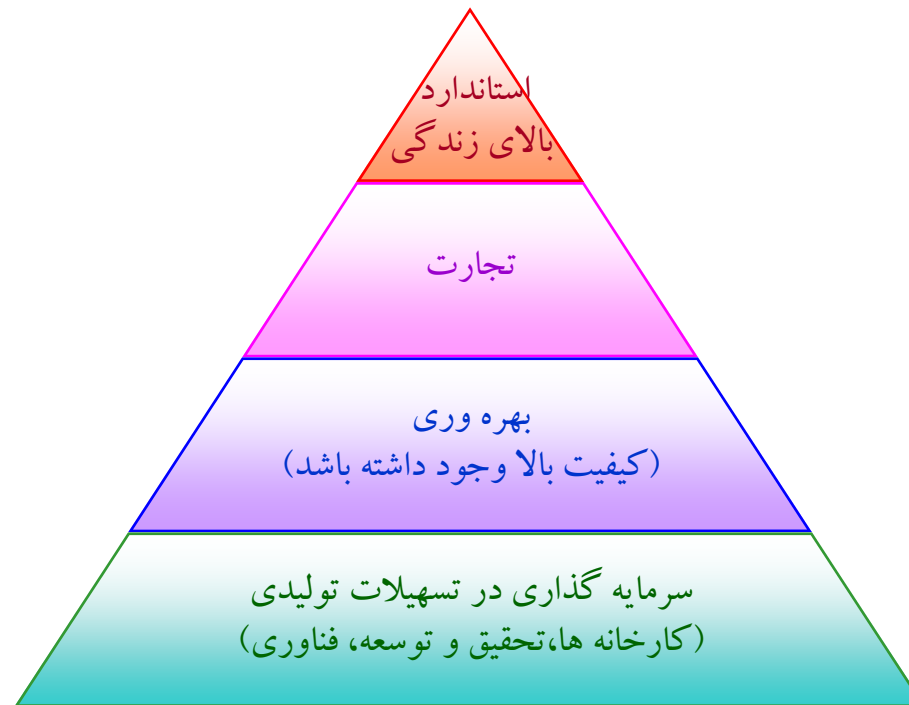 استاندارد
بالای زندگی
تجارت
بهره وری
(کیفیت بالا وجود داشته باشد)
سرمایه گذاری در تسهیلات تولیدی
(کارخانه ها،تحقیق و توسعه، فناوری)